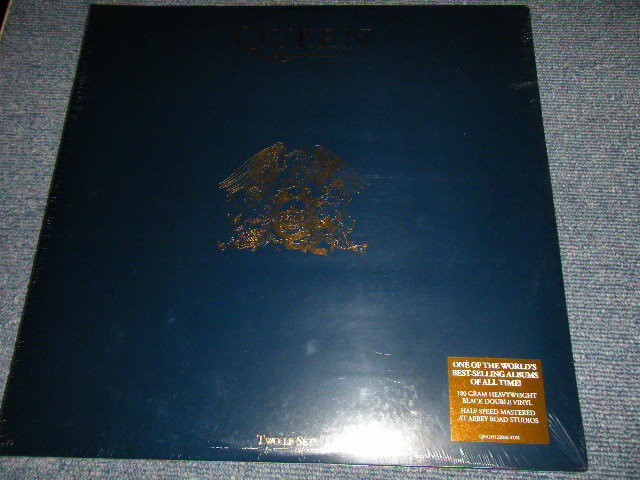 QUEEN
ONE OF THE WORLD'S
BEST-SELLING ALBUMS
OF ALL TIME!
180 GRAM HEAVYWEIGHT
BLACK DOUBLE VINYL
HALF SPEED MASTERED
AT ABBEY ROAD STUDIOS
TWO LP SET